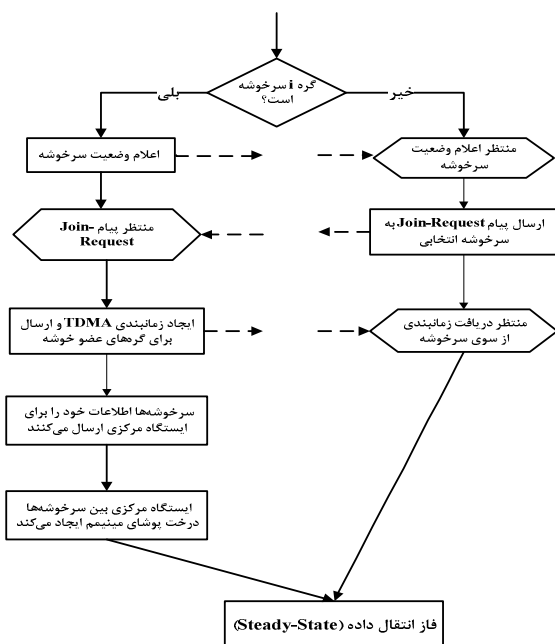 گره i سرخوشه
است؟
بلی
خیر
اعلام وضعیت سرخوشه
منتظر اعلام وضعیت
سرخوشه
منتظر پیام Join-
Request
ارسال پیام Join-Request به
سرخوشه انتخابی
ایجاد زمانبندی TDMA و ارسال
برای گره‌های عضو خوشه
منتظر دریافت زمانبندی
از سوی سرخوشه
سرخوشه‌ها اطلاعات خود را برای
ایستگاه مرکزی ارسال می‌کنند
ایستگاه مرکزی بین سرخوشه‌ها
درخت پوشای مینیمم ایجاد می‌کند
فاز انتقال داده (Steady-State)